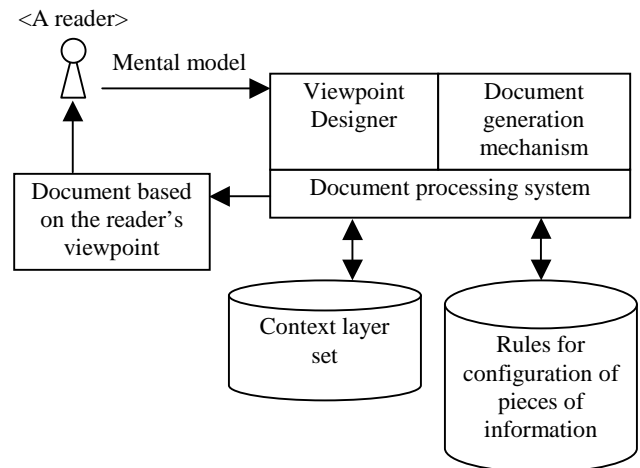 <A reader>
Mental model
Viewpoint
Designer
Document
generation
mechanism
Document processing system
Document based
on the reader's
viewpoint
Context layer
set
Rules for
configuration of
pieces of
information